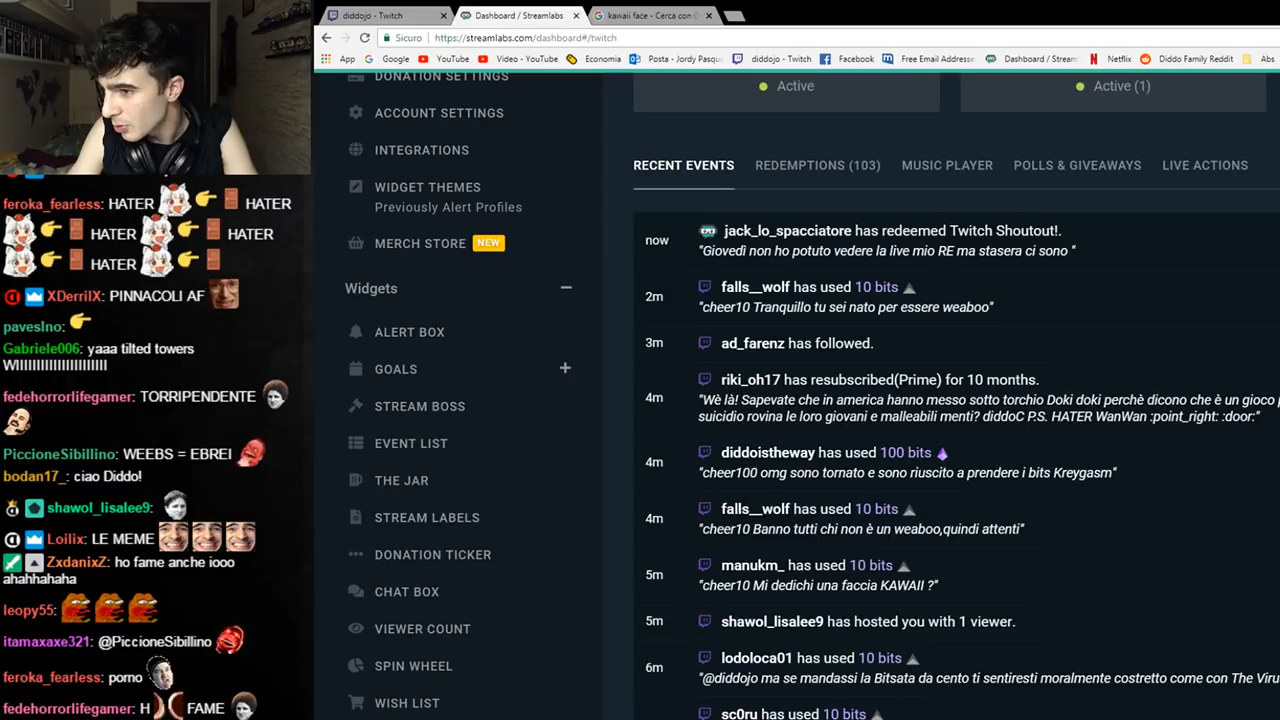 diddojo - Twitch
Dashboard / Streamlabs
kawaii face - Cerca con G
Sicuro
https://streamlabs.com/dashboard#/twitch
App
Google
YouTube
Video - YouTube
Economia
Posta - Jordy Pasqu
diddojo - Twitch
Facebook
Free Email Addresse
Dashboard / Stream
Netflix
Diddo Family Reddit
Abs
feroka_fearless: HATER HATER
HATER HATER
HATER
XDerrilX: PINNACOLI AF
pavesIno:
Gabriele006: yaaa tilted towers
fedehorrorlifegamer: TORRIPENDENTE
PiccioneSibillino: WEEBS = EBREI
bodan17_: ciao Diddo!
shawol_lisalee9:
Loilix: LE MEME
ZxdanixZ: ho fame anche iooo
ahahhahaha
leopy55:
itamaxaxe321: @PiccioneSibillino
feroka_fearless: porno
fedehorrorlifegamer: H FAME
DONATION SETTINGS
ACCOUNT SETTINGS
INTEGRATIONS
WIDGET THEMES
Previously Alert Profiles
MERCH STORE NEW
Widgets
ALERT BOX
GOALS
STREAM BOSS
EVENT LIST
THE JAR
STREAM LABELS
DONATION TICKER
CHAT BOX
VIEWER COUNT
SPIN WHEEL
WISH LIST
Active
Active (1)
RECENT EVENTS
REDEMPTIONS (103)
MUSIC PLAYER
POLLS & GIVEAWAYS
LIVE ACTIONS
now
jack_lo_spacciatore has redeemed Twitch Shoutout!.
"Giovedì non ho potuto vedere la live mio RE ma stasera ci sono "
2m
falls__wolf has used 10 bits
"cheer10 Tranquillo tu sei nato per essere weaboo"
3m
ad_farenz has followed.
4m
riki_oh17 has resubscribed(Prime) for 10 months.
"Wè là! Sapevate che in america hanno messo sotto torchio Doki doki perchè dicono che è un gioco
suicidio rovina le loro giovani e malleabili menti? diddoC P.S. HATER WanWan :point_right: :door:"
4m
diddoistheway has used 100 bits
"cheer100 omg sono tornato e sono riuscito a prendere i bits Kreygasm"
4m
falls__wolf has used 10 bits
"cheer10 Banno tutti chi non è un weaboo,quindi attenti"
5m
manukm_ has used 10 bits
"cheer10 Mi dedichi una faccia KAWAII ?"
5m
shawol_lisalee9 has hosted you with 1 viewer.
6m
lodoloca01 has used 10 bits
"@diddojo ma se mandassi la Bitsata da cento ti sentiresti moralmente costretto come con The Viru
sc0ru has used 10 bits